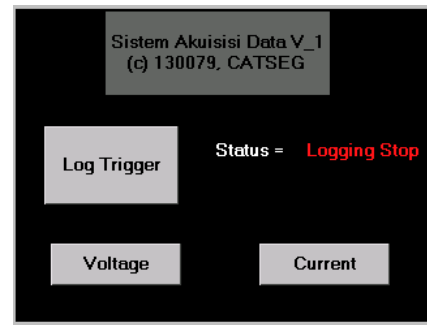 Sistem Akuisisi Data V_1
(c) 130079, CATSEG
Log Trigger
Status = Logging Stop
Voltage
Current